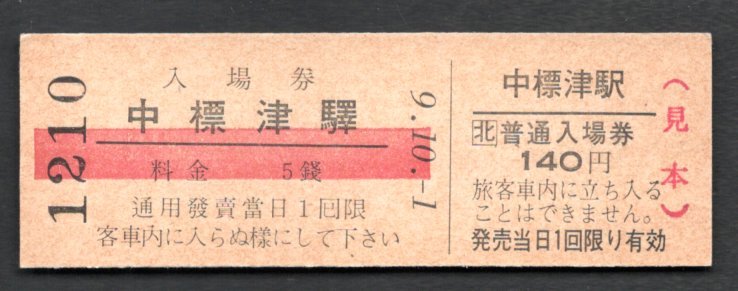 1210
入場券
中標津驛
料金 5錢
通用發賣當日1回限
客車内に入らぬ様にして下さい
9.10.-1
中標津駅
北 普通入場券
140円
旅客車内に立ち入る
ことはできません。
発売当日1回限り有効
(見本)